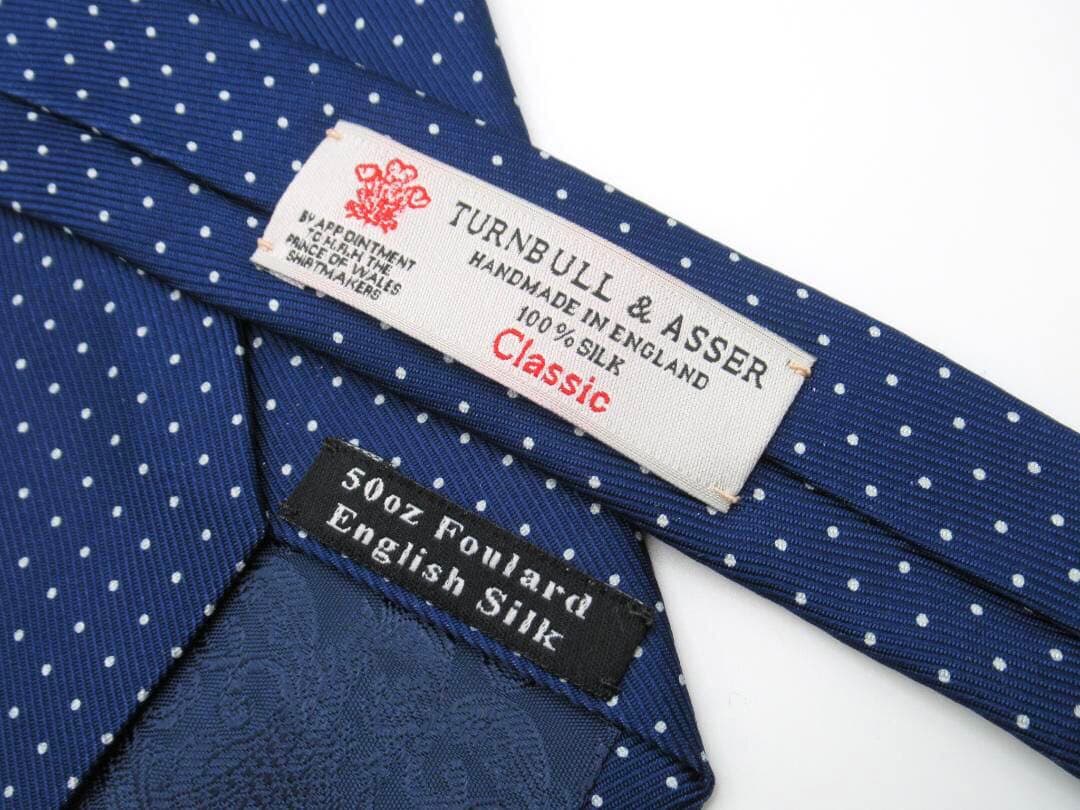 BY APPOINTMENT
TO H.R.H. THE
PRINCE OF WALES
SHIRTMAKERS
TURNBULL & ASSER
HANDMADE IN ENGLAND
100% SILK
Classic
50oz Foulard
English Silk